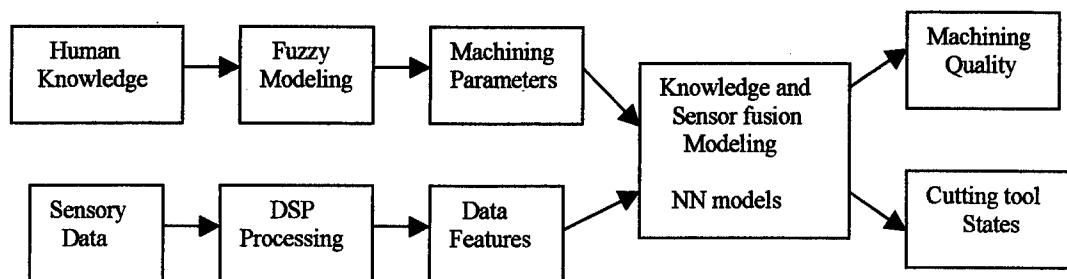 Human
Knowledge
Fuzzy
Modeling
Machining
Parameters
Knowledge and
Sensor fusion
Modeling
NN models
Machining
Quality
Sensory
Data
DSP
Processing
Data
Features
Cutting tool
States